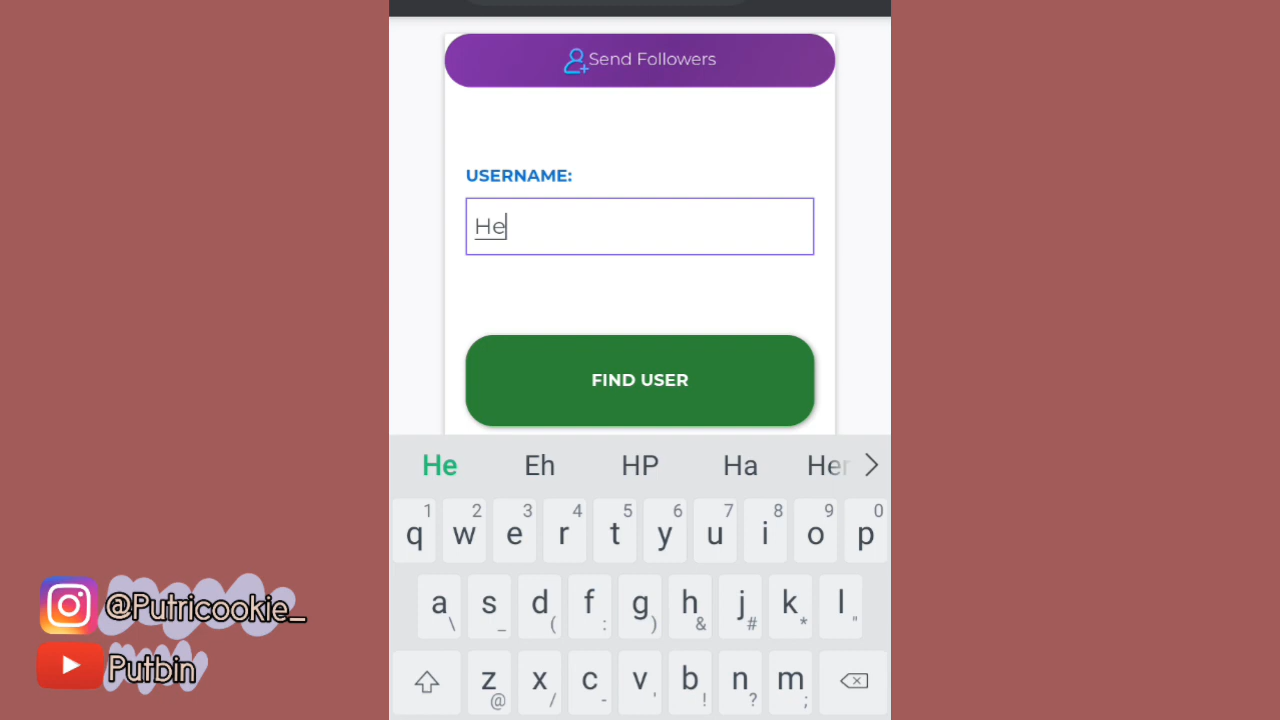 Send Followers
USERNAME:
He
FIND USER
He Eh HP Ha Her
1 2 3 4 5 6 7 8 9 0
q w e r t y u i o p
a s d f g h j k l
\ _ ( : ) & # * "
z x c v b n m
@ / - ' ! ? ;
@Putricookie_
Putbin